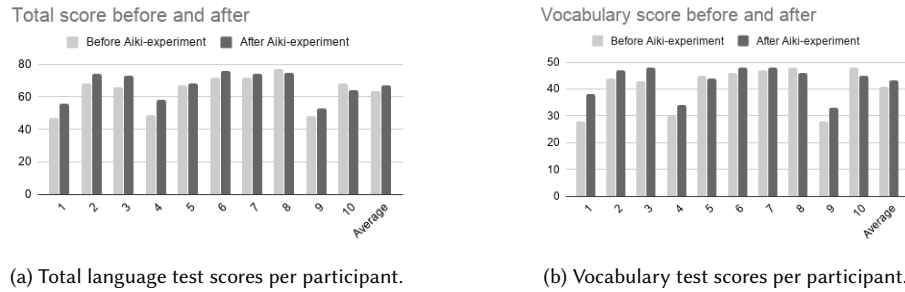 Total score before and after
Before Aiki-experiment After Aiki-experiment
80
60
40
20
0
1 2 3 4 5 6 7 8 9 10 Average
(a) Total language test scores per participant.
Vocabulary score before and after
Before Aiki-experiment After Aiki-experiment
50
40
30
20
10
0
1 2 3 4 5 6 7 8 9 10 Average
(b) Vocabulary test scores per participant.